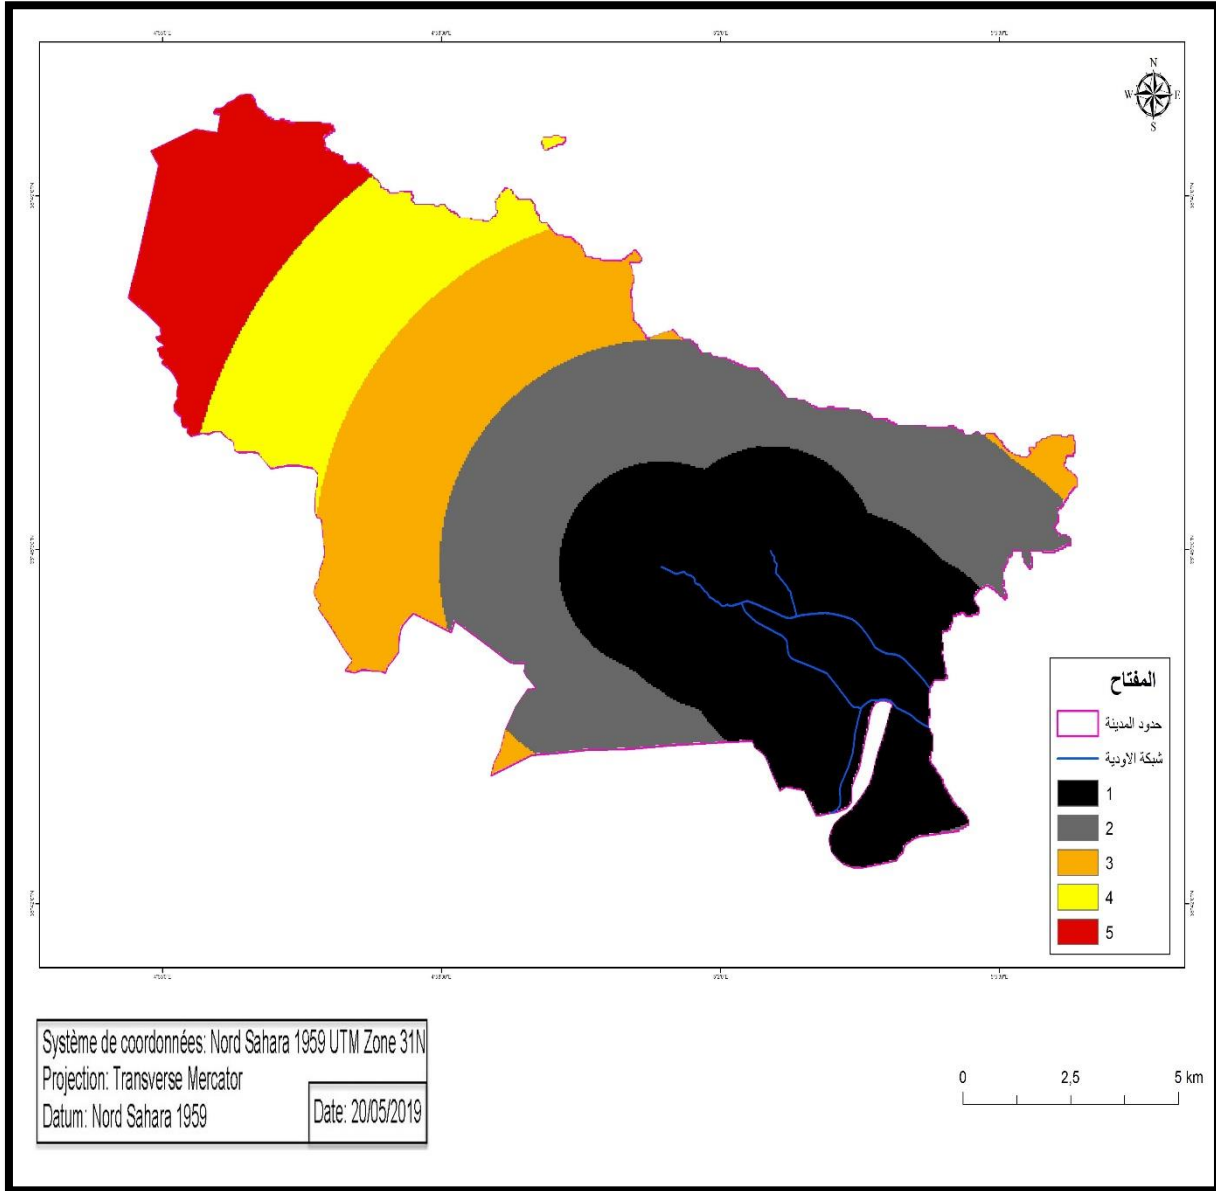 N
W E
S
المفتاح
حدود المدينة
شبكة الاودية
1
2
3
4
5
Système de coordonnées: Nord Sahara 1959 UTM Zone 31N
Projection: Transverse Mercator
Datum: Nord Sahara 1959
Date: 20/05/2019
0 2,5 5 km